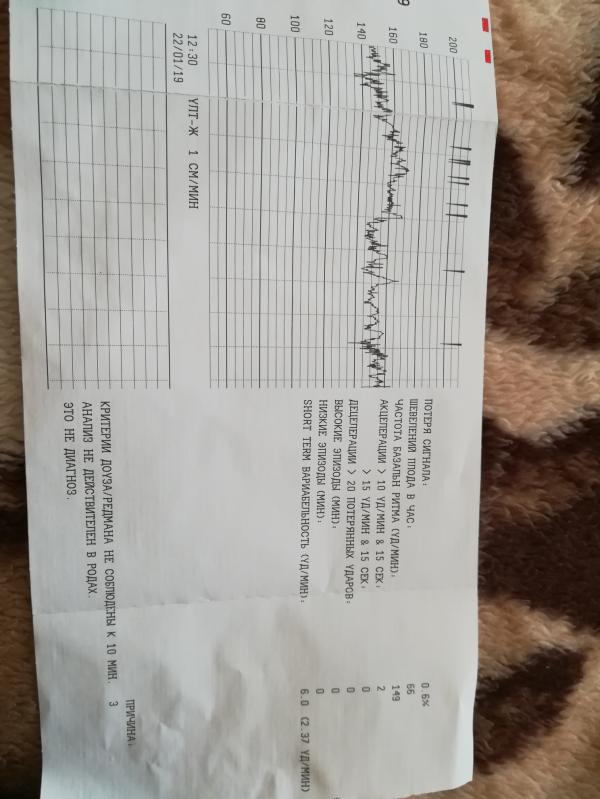 9
200
180
160
140
120
100
80
60
12:30 УЛТ-Ж 1 СМ/МИН
22/01/19
ПОТЕРЯ СИГНАЛА: 0.6%
ШЕВЕЛЕНИЙ ПЛОДА В ЧАС: 66
ЧАСТОТА БАЗАЛЬН РИТМА (УД/МИН): 149
АКЦЕЛЕРАЦИИ > 10 УД/МИН & 15 СЕК: 2
> 15 УД/МИН & 15 СЕК: 0
ДЕЦЕЛЕРАЦИИ > 20 ПОТЕРЯННЫХ УДАРОВ: 0
ВЫСОКИЕ ЭПИЗОДЫ (МИН): 0
НИЗКИЕ ЭПИЗОДЫ (МИН): 0
SHORT TERM ВАРИАБЕЛЬНОСТЬ (УД/МИН): 6.0 (2.37 УД/МИН)
ПРИЧИНА:
КРИТЕРИИ ДОУЗА/РЕДМАНА НЕ СОБЛЮДЕНЫ К 10 МИН. 3
АНАЛИЗ НЕ ДЕЙСТВИТЕЛЕН В РОДАХ.
ЭТО НЕ ДИАГНОЗ.